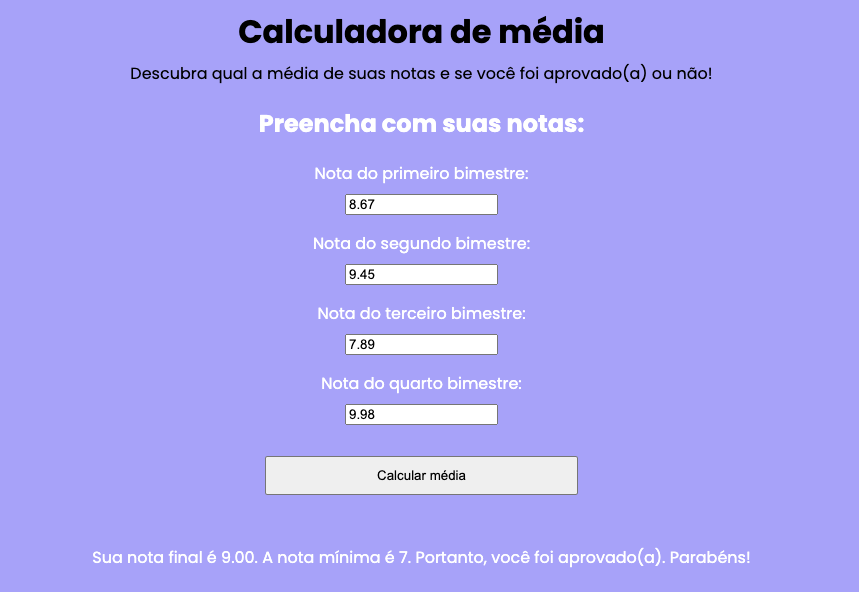 Calculadora de média
Descubra qual a média de suas notas e se você foi aprovado(a) ou não!
Preencha com suas notas:
Nota do primeiro bimestre:
8.67
Nota do segundo bimestre:
9.45
Nota do terceiro bimestre:
7.89
Nota do quarto bimestre:
9.98
Calcular média
Sua nota final é 9.00. A nota mínima é 7. Portanto, você foi aprovado(a). Parabéns!